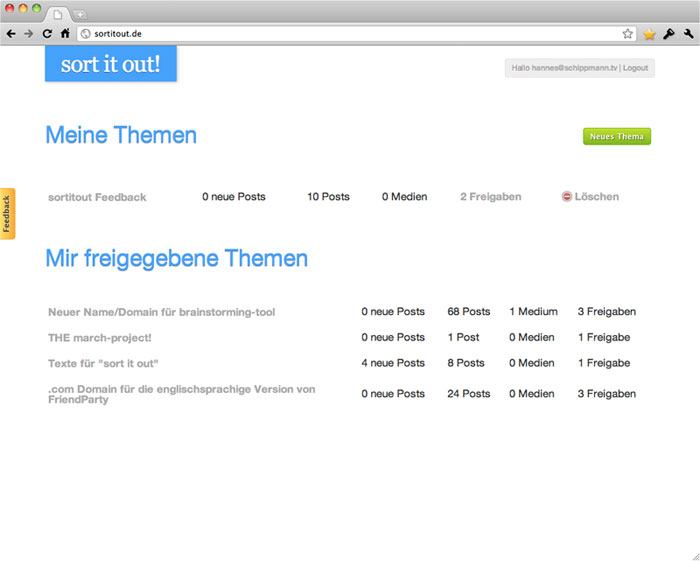 sortitout.de
sort it out!
Hallo hannes@schippmann.tv | Logout
Meine Themen
Neues Thema
Feedback
sortitout Feedback 0 neue Posts 10 Posts 0 Medien 2 Freigaben Löschen
Mir freigegebene Themen
Neuer Name/Domain für brainstorming-tool 0 neue Posts 68 Posts 1 Medium 3 Freigaben
THE march-project! 0 neue Posts 1 Post 0 Medien 1 Freigabe
Texte für "sort it out" 4 neue Posts 8 Posts 0 Medien 1 Freigabe
.com Domain für die englischsprachige Version von
FriendParty 0 neue Posts 24 Posts 0 Medien 3 Freigaben